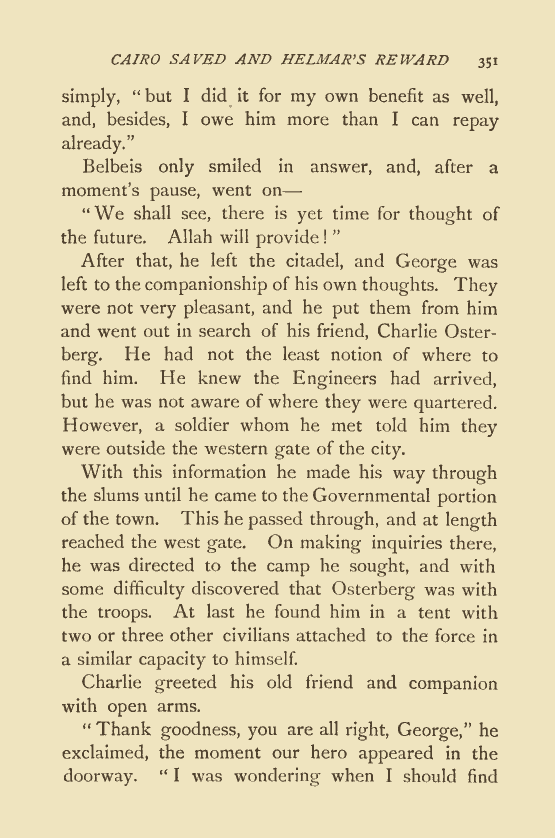 CAIRO SAVED AND HELMAR'S REWARD 351
simply, “but I did it for my own benefit as well,
and, besides, I owe him more than I can repay
already.”
Belbeis only smiled in answer, and, after a
moment's pause, went on—
“We shall see, there is yet time for thought of
the future. Allah will provide!”
After that, he left the citadel, and George was
left to the companionship of his own thoughts. They
were not very pleasant, and he put them from him
and went out in search of his friend, Charlie Oster-
berg. He had not the least notion of where to
find him. He knew the Engineers had arrived,
but he was not aware of where they were quartered.
However, a soldier whom he met told him they
were outside the western gate of the city.
With this information he made his way through
the slums until he came to the Governmental portion
of the town. This he passed through, and at length
reached the west gate. On making inquiries there,
he was directed to the camp he sought, and with
some difficulty discovered that Osterberg was with
the troops. At last he found him in a tent with
two or three other civilians attached to the force in
a similar capacity to himself.
Charlie greeted his old friend and companion
with open arms.
“Thank goodness, you are all right, George,” he
exclaimed, the moment our hero appeared in the
doorway. “I was wondering when I should find